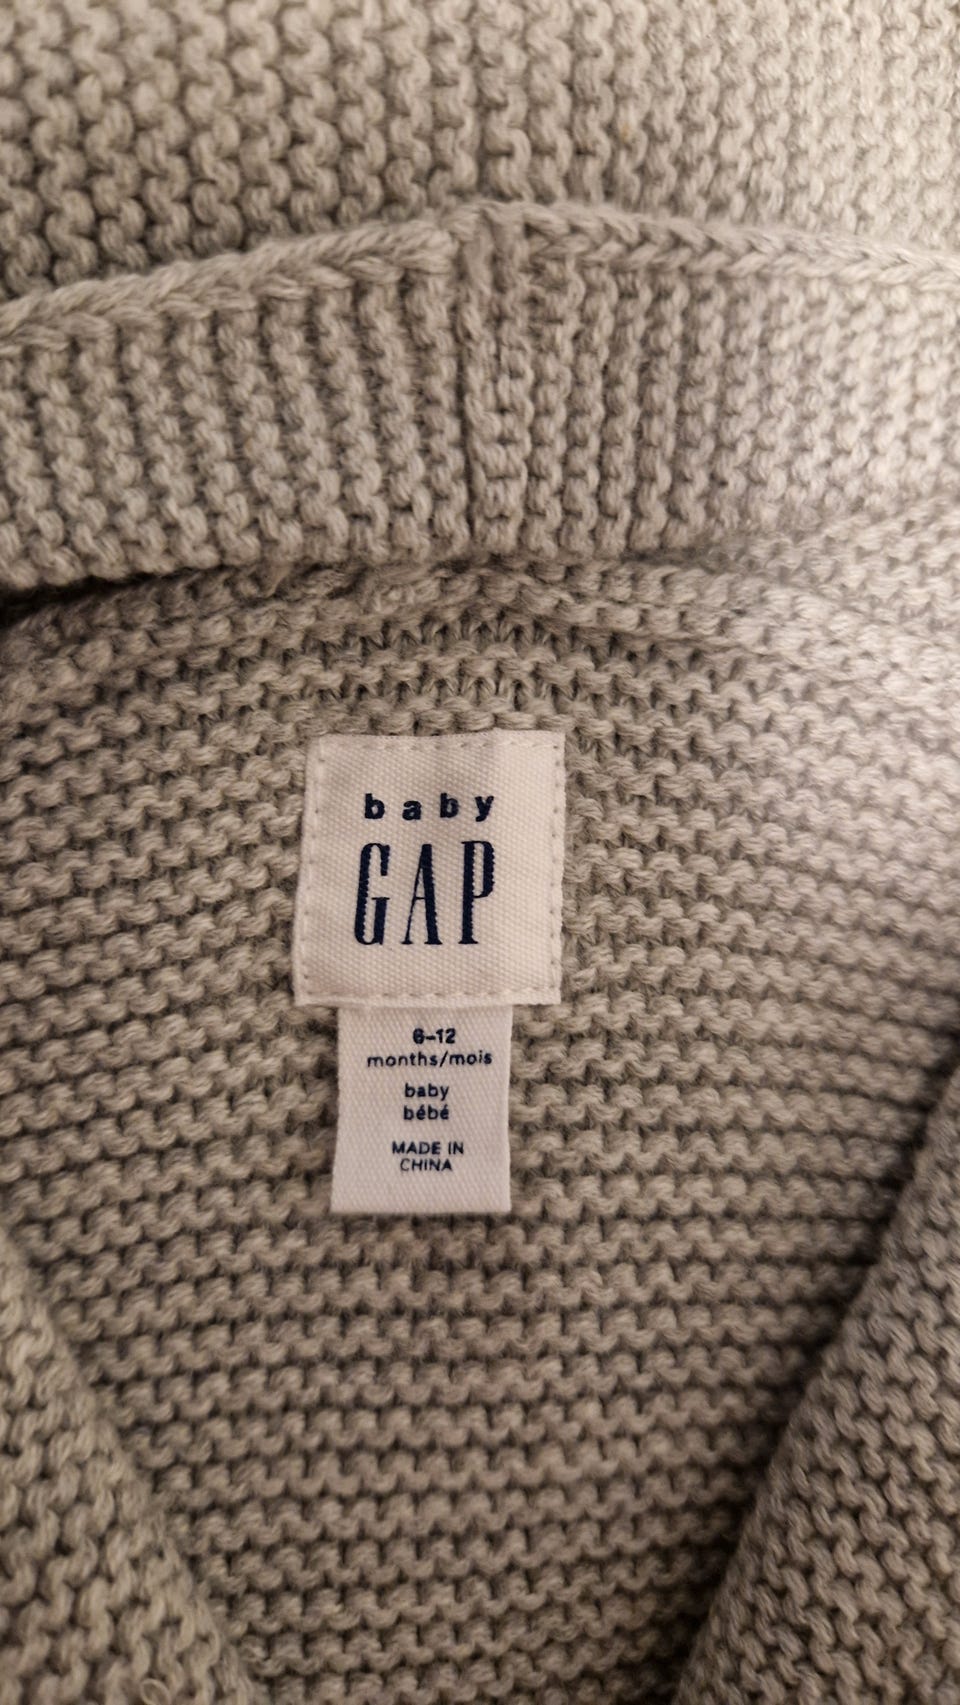 baby
GAP
6-12
months/mois
baby
bébé
MADE IN
CHINA